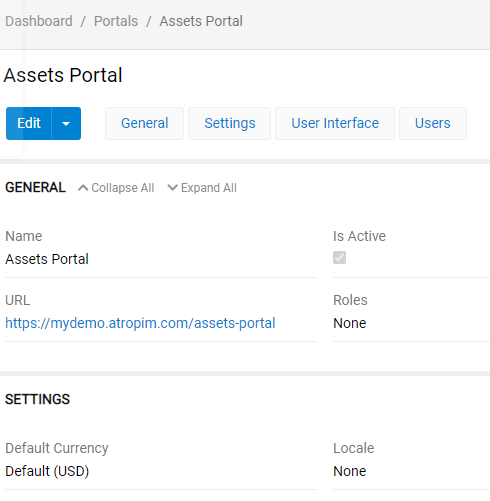 Dashboard / Portals / Assets Portal
Assets Portal
Edit General Settings User Interface Users
GENERAL Collapse All Expand All
Name Is Active
Assets Portal
URL Roles
https://mydemo.atropim.com/assets-portal None
SETTINGS
Default Currency Locale
Default (USD) None